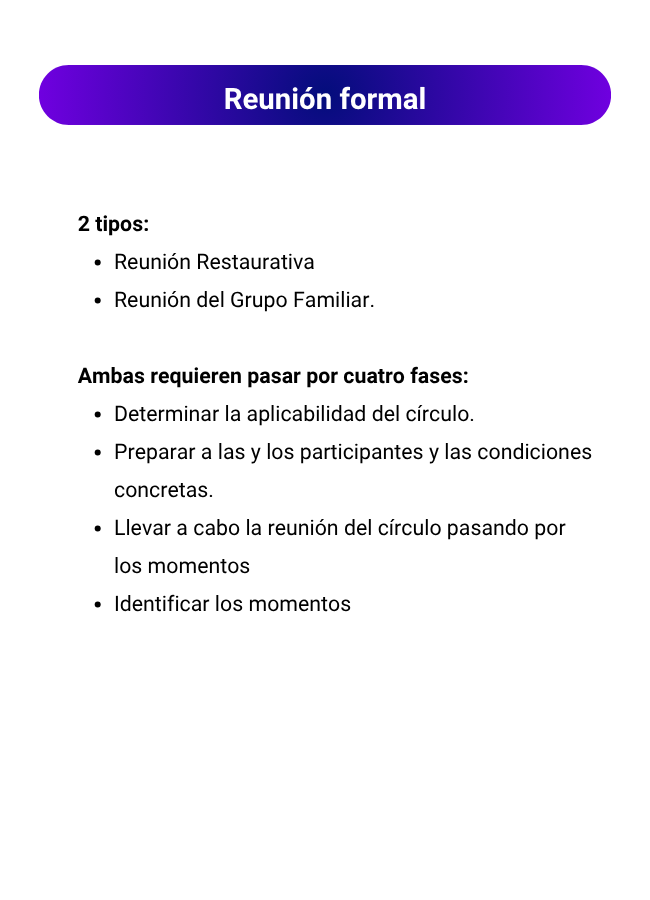 Reunión formal
2 tipos:
• Reunión Restaurativa
• Reunión del Grupo Familiar.
Ambas requieren pasar por cuatro fases:
• Determinar la aplicabilidad del círculo.
• Preparar a las y los participantes y las condiciones
concretas.
• Llevar a cabo la reunión del círculo pasando por
los momentos
• Identificar los momentos